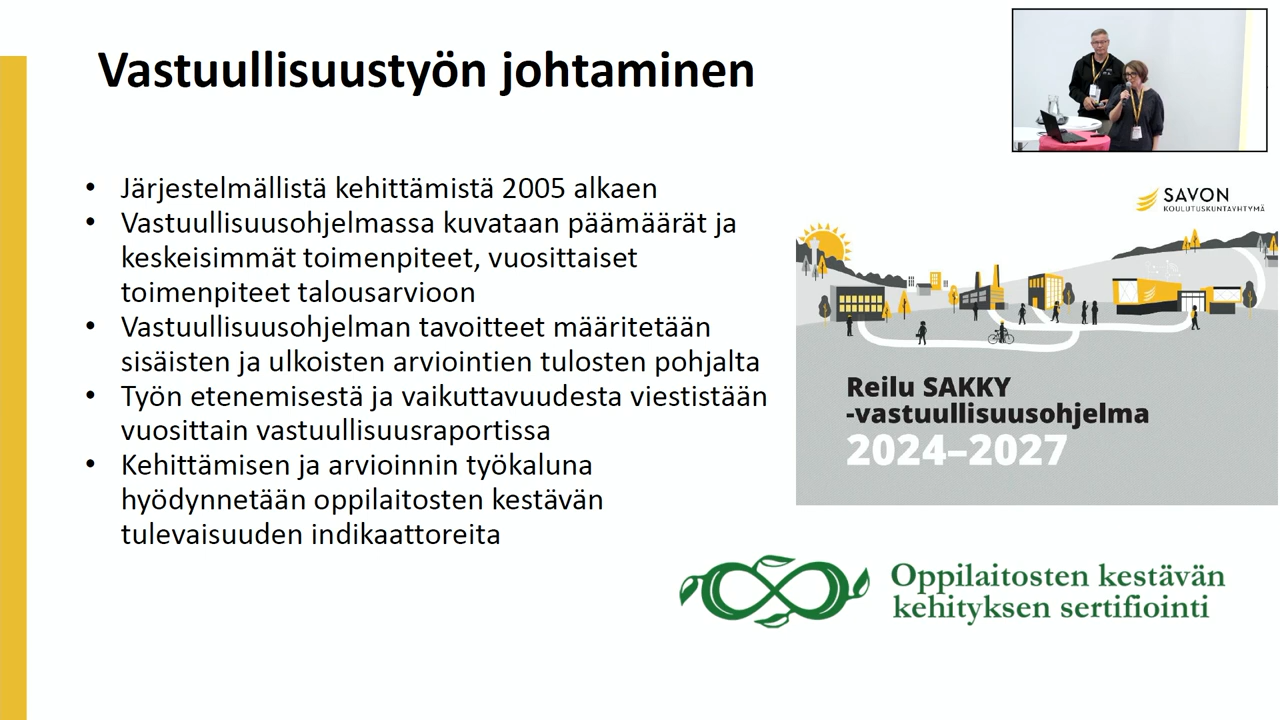 Vastuullisuustyön johtaminen
• Järjestelmällistä kehittämistä 2005 alkaen
• Vastuullisuusohjelmassa kuvataan päämäärät ja
keskeisimmät toimenpiteet, vuosittaiset
toimenpiteet talousarvioon
• Vastuullisuusohjelman tavoitteet määritetään
sisäisten ja ulkoisten arviointien tulosten pohjalta
• Työn etenemisestä ja vaikuttavuudesta viestistään
vuosittain vastuullisuusraportissa
• Kehittämisen ja arvioinnin työkaluna
hyödynnetään oppilaitosten kestävän
tulevaisuuden indikaattoreita
SAVON
KOULUTUSKUNTAYHTYMÄ
Reilu SAKKY
-vastuullisuusohjelma
2024–2027
Oppilaitosten kestävän
kehityksen sertifiointi